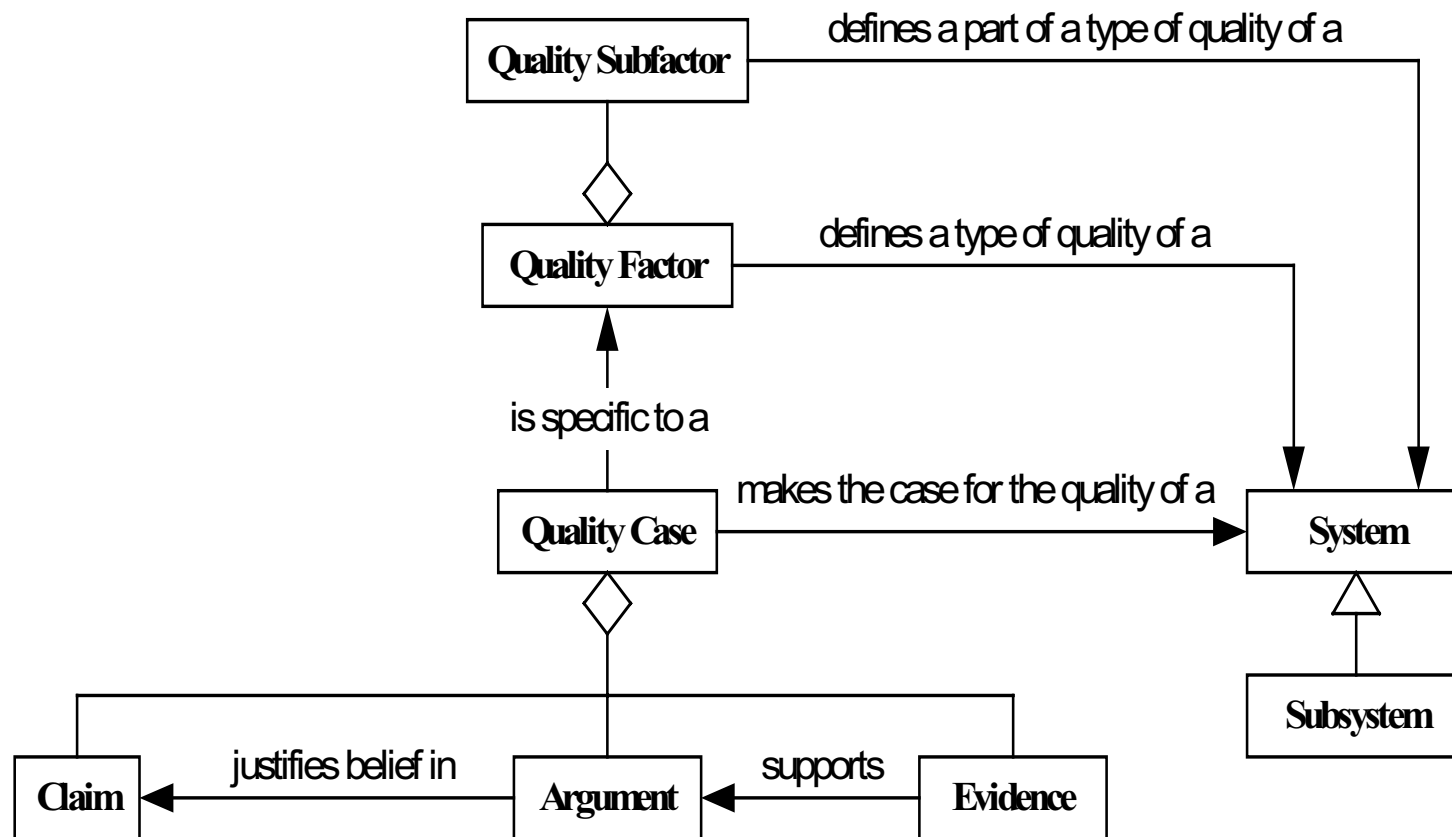 defines a part of a type of quality of a
Quality Subfactor
defines a type of quality of a
Quality Factor
is specific to a
makes the case for the quality of a
Quality Case
System
Subsystem
justifies belief in
supports
Claim
Argument
Evidence